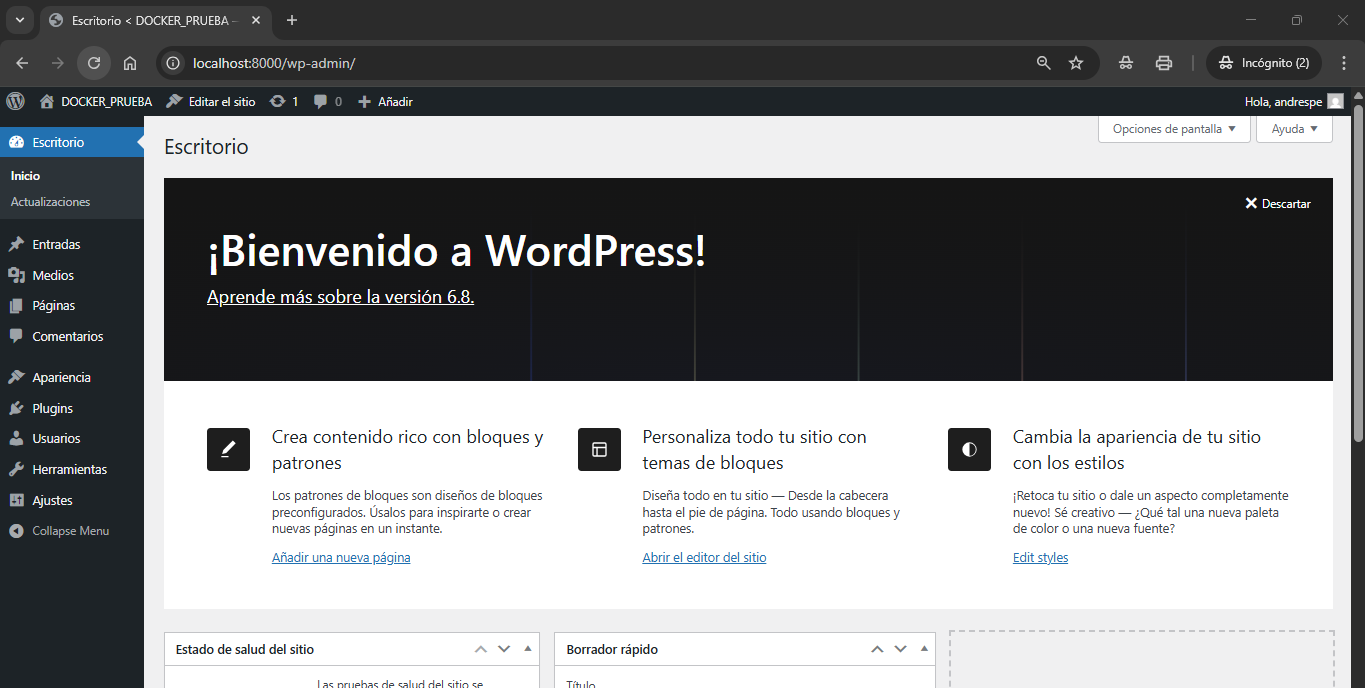 Escritorio < DOCKER_PRUEBA –
localhost:8000/wp-admin/
Incógnito (2)
DOCKER_PRUEBA Editar el sitio 1 0 Añadir Hola, andrespe
Escritorio
Inicio
Actualizaciones
Entradas
Medios
Páginas
Comentarios
Apariencia
Plugins
Usuarios
Herramientas
Ajustes
Collapse Menu
Opciones de pantalla Ayuda
Escritorio
Descartar
¡Bienvenido a WordPress!
Aprende más sobre la versión 6.8.
Crea contenido rico con bloques y
patrones
Los patrones de bloques son diseños de bloques
preconfigurados. Úsalos para inspirarte o crear
nuevas páginas en un instante.
Añadir una nueva página
Personaliza todo tu sitio con
temas de bloques
Diseña todo en tu sitio — Desde la cabecera
hasta el pie de página. Todo usando bloques y
patrones.
Abrir el editor del sitio
Cambia la apariencia de tu sitio
con los estilos
¡Retoca tu sitio o dale un aspecto completamente
nuevo! Sé creativo — ¿Qué tal una nueva paleta
de color o una nueva fuente?
Edit styles
Estado de salud del sitio
Las pruebas de salud del sitio se
Borrador rápido
Título